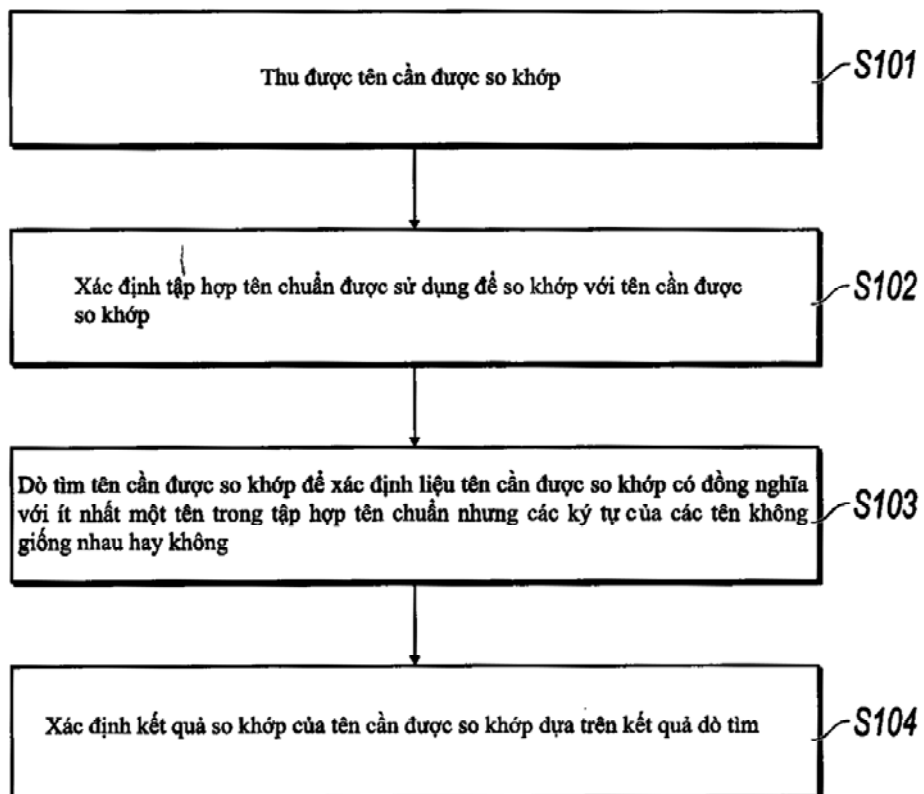 Thu được tên cần được so khớp
S101
Xác định tập hợp tên chuẩn được sử dụng để so khớp với tên cần được
so khớp
S102
Dò tìm tên cần được so khớp để xác định liệu tên cần được so khớp có đồng nghĩa
với ít nhất một tên trong tập hợp tên chuẩn nhưng các ký tự của các tên không
giống nhau hay không
S103
Xác định kết quả so khớp của tên cần được so khớp dựa trên kết quả dò tìm
S104